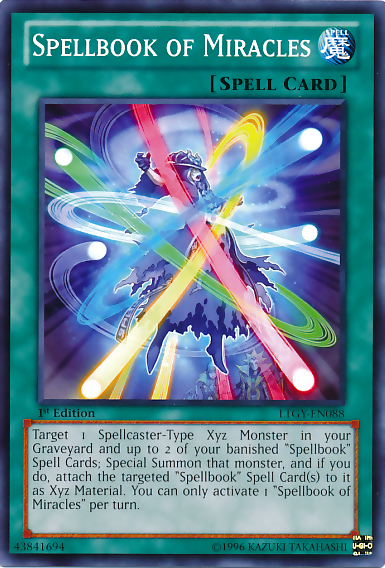 SPELLBOOK OF MIRACLES
SPELL
魔
[SPELL CARD]
1st Edition
LTGY-EN088
Target 1 Spellcaster-Type Xyz Monster in your
Graveyard and up to 2 of your banished "Spellbook"
Spell Cards; Special Summon that monster, and if you
do, attach the targeted "Spellbook" Spell Card(s) to it
as Xyz Material. You can only activate 1 "Spellbook of
Miracles" per turn.
43841694
©1996 KAZUKI TAKAHASHI